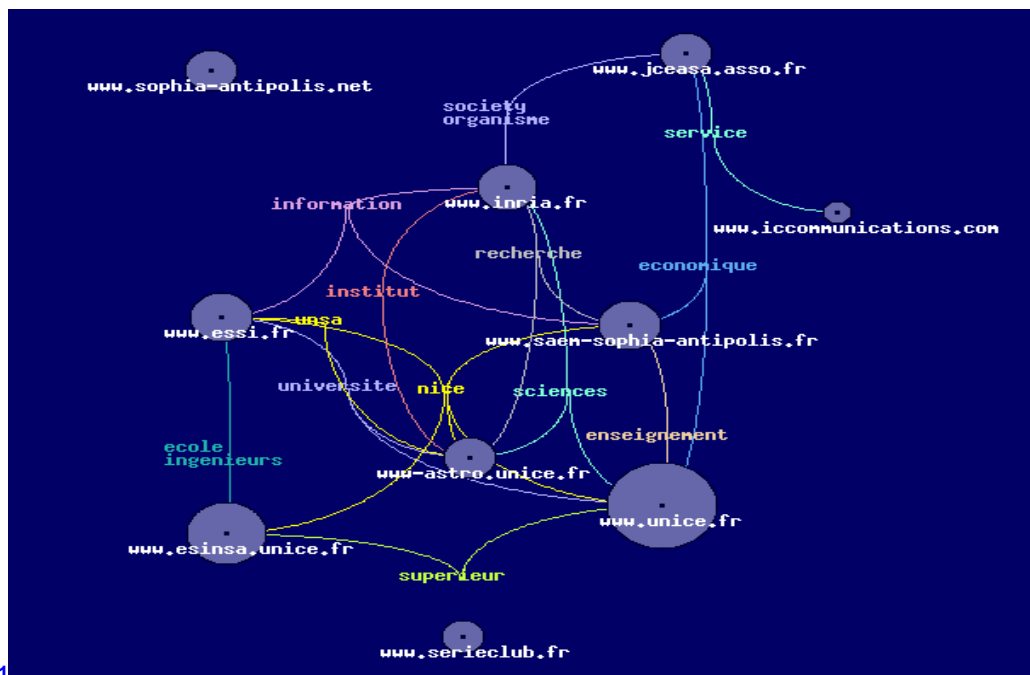 www.sophia-antipolis.net
www.jceasa.asso.fr
society
organisme
service
information
www.inria.fr
www.iccommunications.com
recherche
economique
institut
unsa
www.essi.fr
www.saem-sophia-antipolis.fr
universite
nice
sciences
enseignement
ecole
ingenieurs
www-astro.unice.fr
www.unice.fr
www.esinsa.unice.fr
superieur
www.serieclub.fr
1